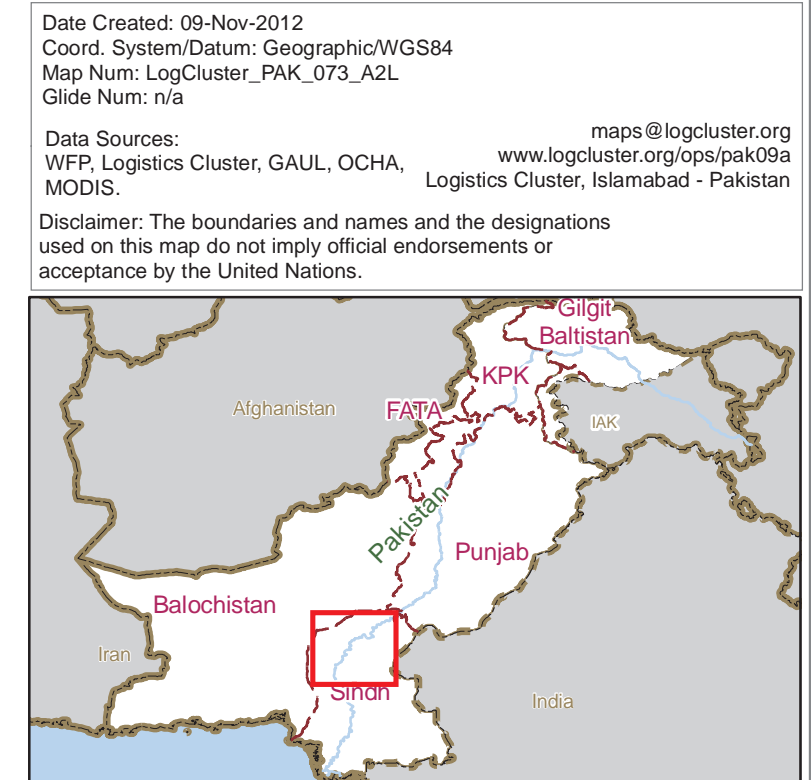 Date Created: 09-Nov-2012
Coord. System/Datum: Geographic/WGS84
Map Num: LogCluster_PAK_073_A2L
Glide Num: n/a
Data Sources:
WFP, Logistics Cluster, GAUL, OCHA,
MODIS.
maps@logcluster.org
www.logcluster.org/ops/pak09a
Logistics Cluster, Islamabad - Pakistan
Disclaimer: The boundaries and names and the designations
used on this map do not imply official endorsements or
acceptance by the United Nations.
Gilgit
Baltistan
KPK
Afghanistan
FATA
IAK
Pakistan
Punjab
Balochistan
Iran
Sindh
India